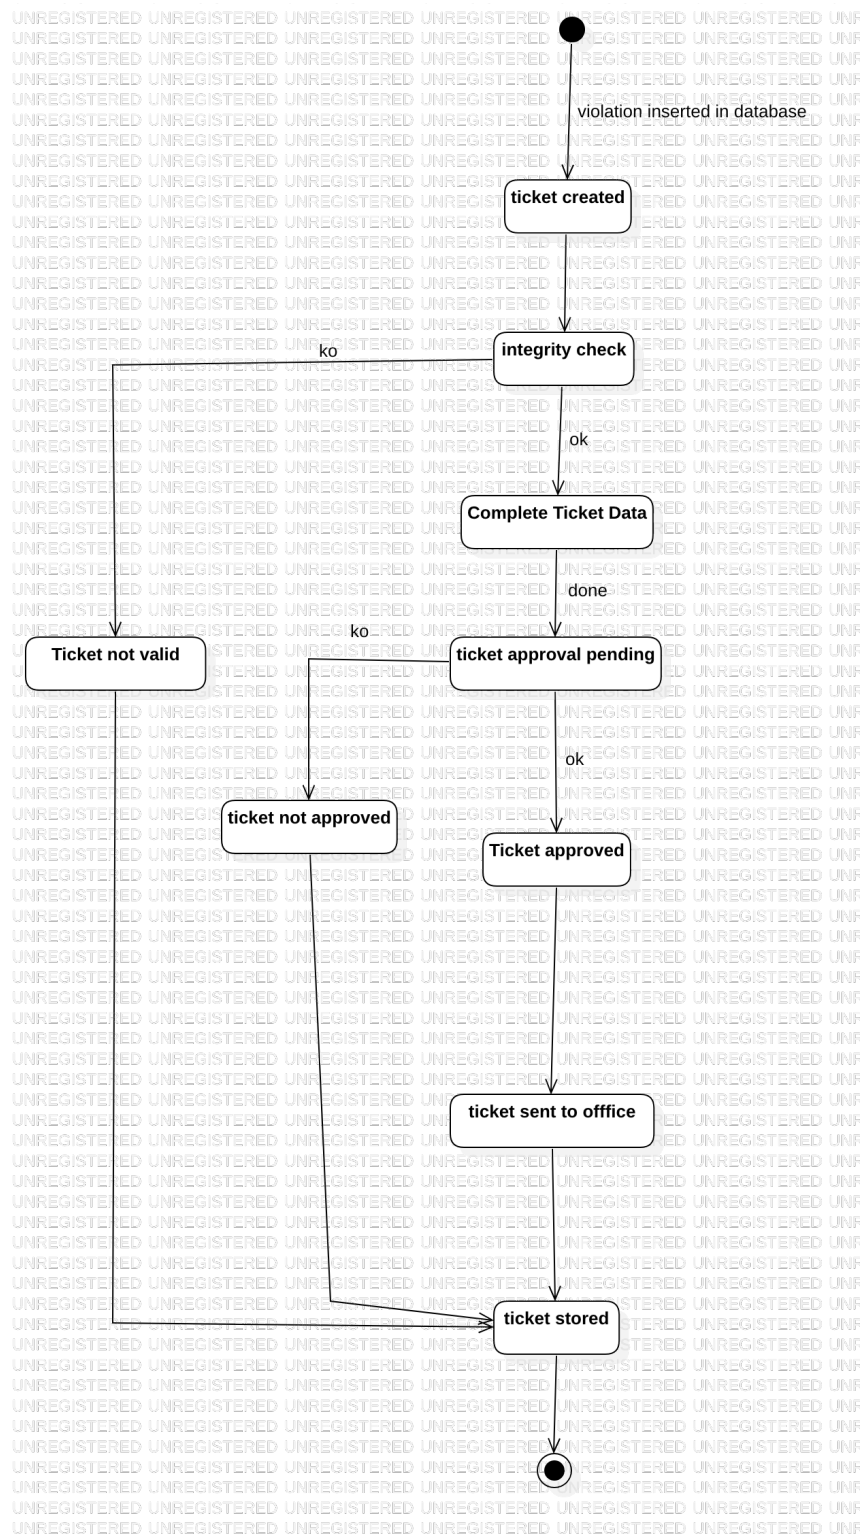 violation inserted in database
ticket created
integrity check
ko
ok
Complete Ticket Data
done
ko
Ticket not valid
ticket approval pending
ok
ticket not approved
Ticket approved
ticket sent to offfice
ticket stored
UNREGISTERED